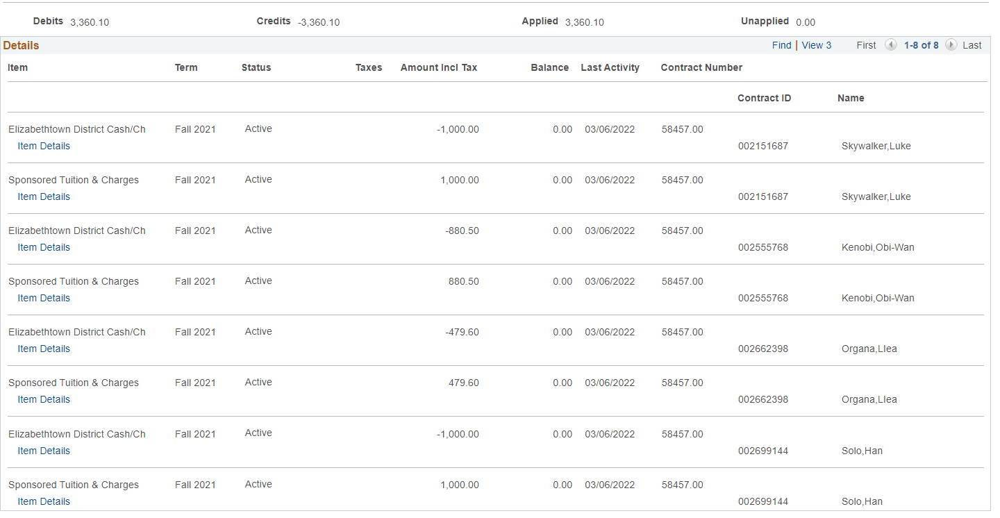 Debits 3,360.10 Credits -3,360.10 Applied 3,360.10 Unapplied 0.00
Details Find | View 3 First 1-8 of 8 Last
Item Term Status Taxes Amount Incl Tax Balance Last Activity Contract Number
Contract ID Name
Elizabethtown District Cash/Ch Fall 2021 Active -1,000.00 0.00 03/06/2022 58457.00
Item Details 002151687 Skywalker,Luke
Sponsored Tuition & Charges Fall 2021 Active 1,000.00 0.00 03/06/2022 58457.00
Item Details 002151687 Skywalker,Luke
Elizabethtown District Cash/Ch Fall 2021 Active -880.50 0.00 03/06/2022 58457.00
Item Details 002555768 Kenobi,Obi-Wan
Sponsored Tuition & Charges Fall 2021 Active 880.50 0.00 03/06/2022 58457.00
Item Details 002555768 Kenobi,Obi-Wan
Elizabethtown District Cash/Ch Fall 2021 Active -479.60 0.00 03/06/2022 58457.00
Item Details 002662398 Organa,Llea
Sponsored Tuition & Charges Fall 2021 Active 479.60 0.00 03/06/2022 58457.00
Item Details 002662398 Organa,Llea
Elizabethtown District Cash/Ch Fall 2021 Active -1,000.00 0.00 03/06/2022 58457.00
Item Details 002699144 Solo,Han
Sponsored Tuition & Charges Fall 2021 Active 1,000.00 0.00 03/06/2022 58457.00
Item Details 002699144 Solo,Han